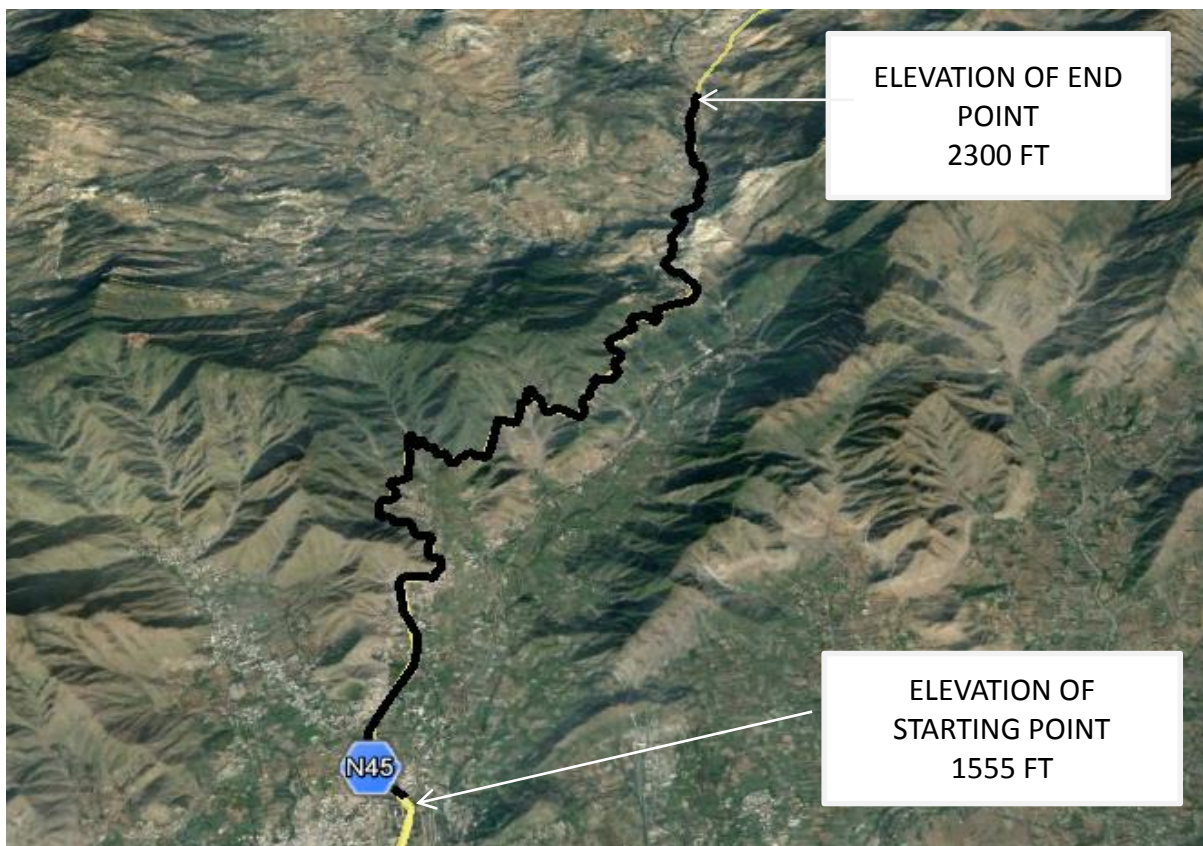 ELEVATION OF END
POINT
2300 FT
ELEVATION OF
STARTING POINT
1555 FT
N45